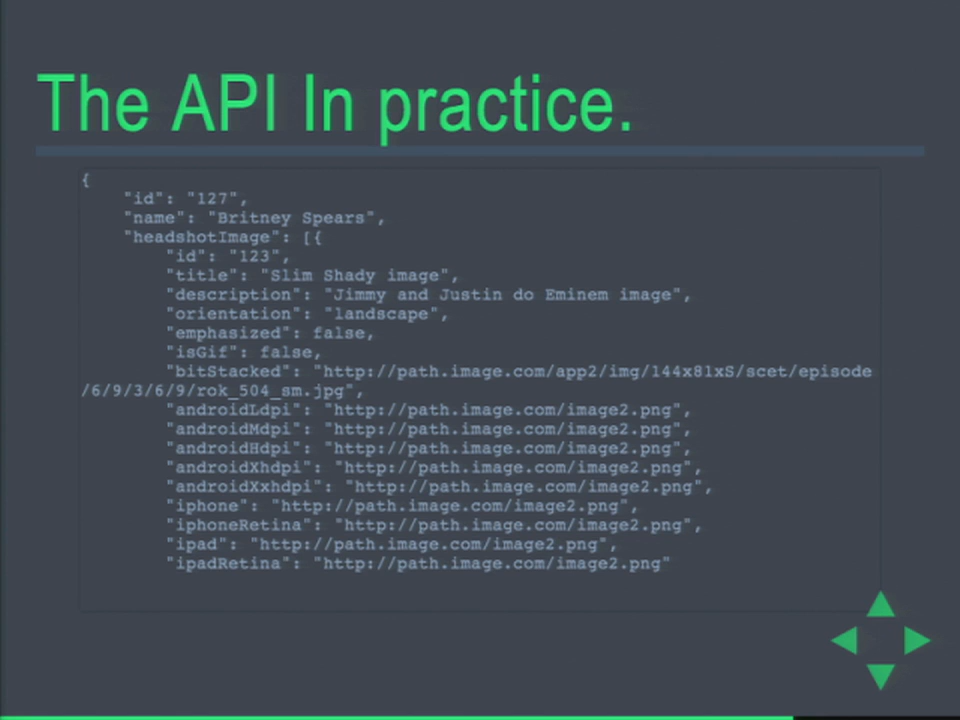 The API In practice.
{
"id": "127",
"name": "Britney Spears",
"headshotImage": [{
"id": "123",
"title": "Slim Shady image",
"description": "Jimmy and Justin do Eminem image",
"orientation": "landscape",
"emphasized": false,
"isGif": false,
"bitStacked": "http://path.image.com/app2/img/144x81xS/scet/episode
/6/9/3/6/9/rok_504_sm.jpg",
"androidLdpi": "http://path.image.com/image2.png",
"androidMdpi": "http://path.image.com/image2.png",
"androidHdpi": "http://path.image.com/image2.png",
"androidXhdpi": "http://path.image.com/image2.png",
"androidXxhdpi": "http://path.image.com/image2.png",
"iphone": "http://path.image.com/image2.png",
"iphoneRetina": "http://path.image.com/image2.png",
"ipad": "http://path.image.com/image2.png",
"ipadRetina": "http://path.image.com/image2.png"